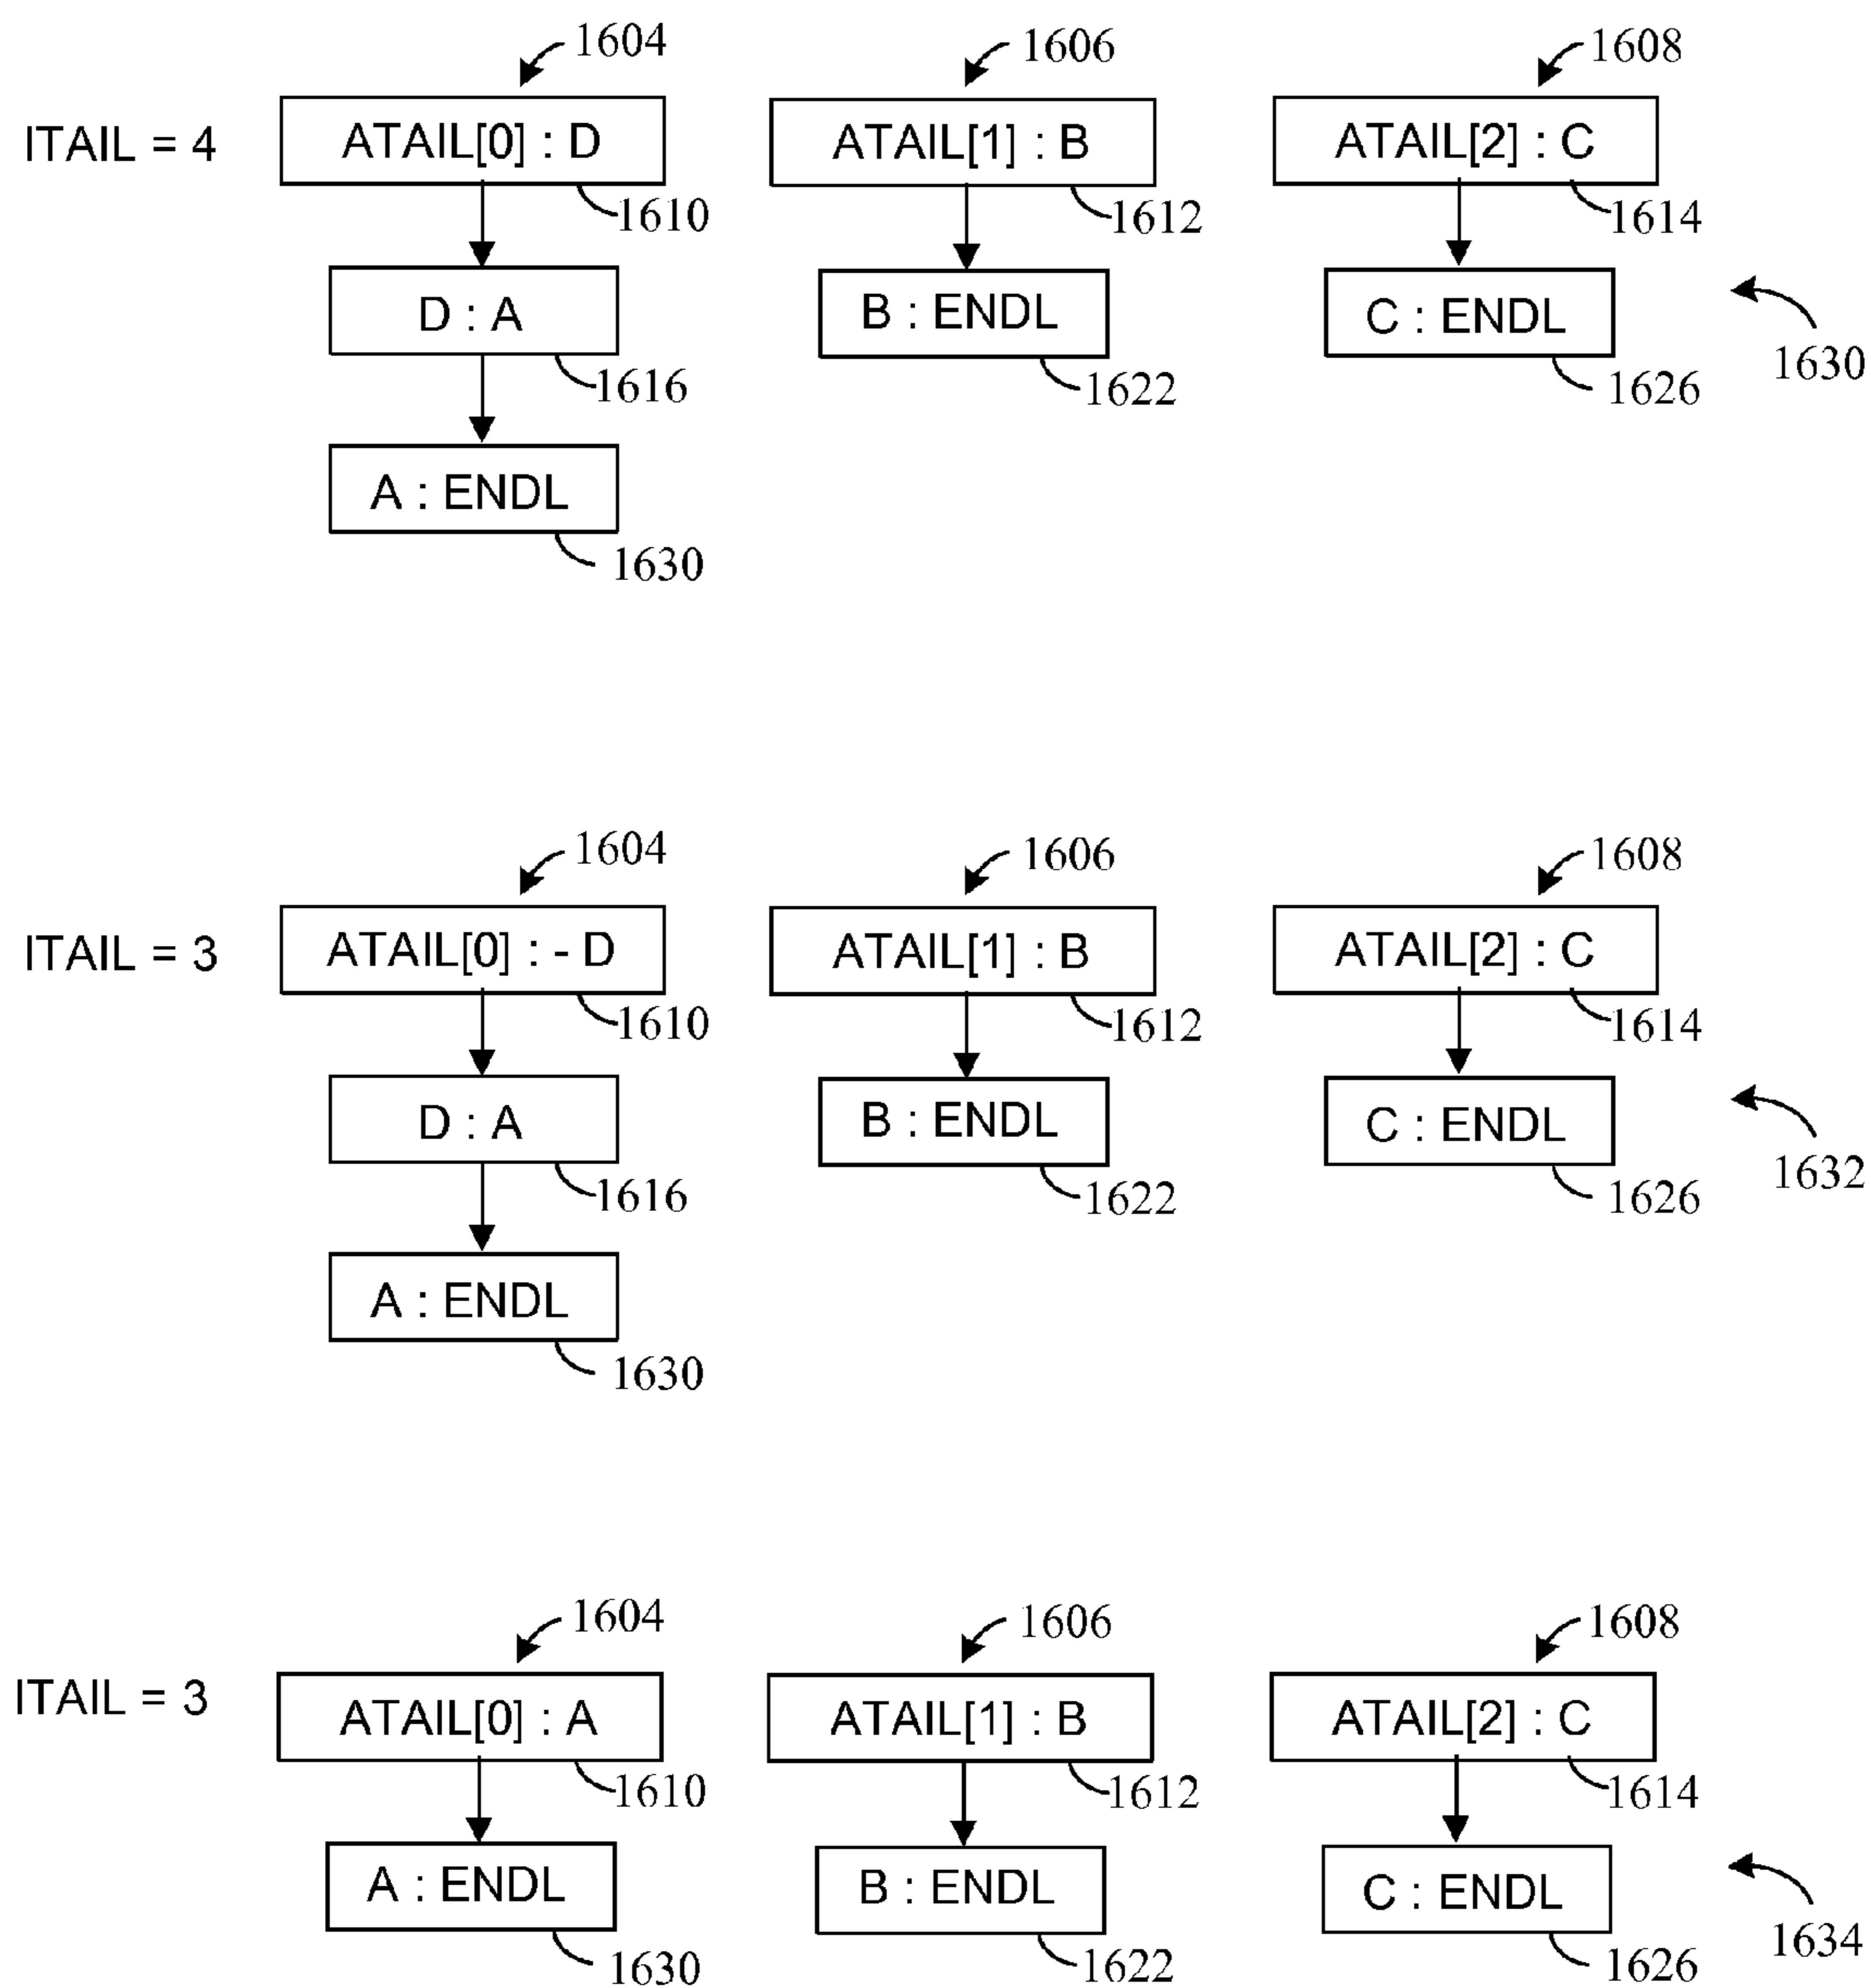 1604 1606 1608
ITAIL = 4 ATAIL[0] : D ATAIL[1] : B ATAIL[2] : C
1610 1612 1614
D : A B : ENDL C : ENDL
1616 1622 1626 1630
A : ENDL
1630
1604 1606 1608
ITAIL = 3 ATAIL[0] : - D ATAIL[1] : B ATAIL[2] : C
1610 1612 1614
D : A B : ENDL C : ENDL
1616 1622 1626 1632
A : ENDL
1630
1604 1606 1608
ITAIL = 3 ATAIL[0] : A ATAIL[1] : B ATAIL[2] : C
1610 1612 1614
A : ENDL B : ENDL C : ENDL
1630 1622 1626 1634